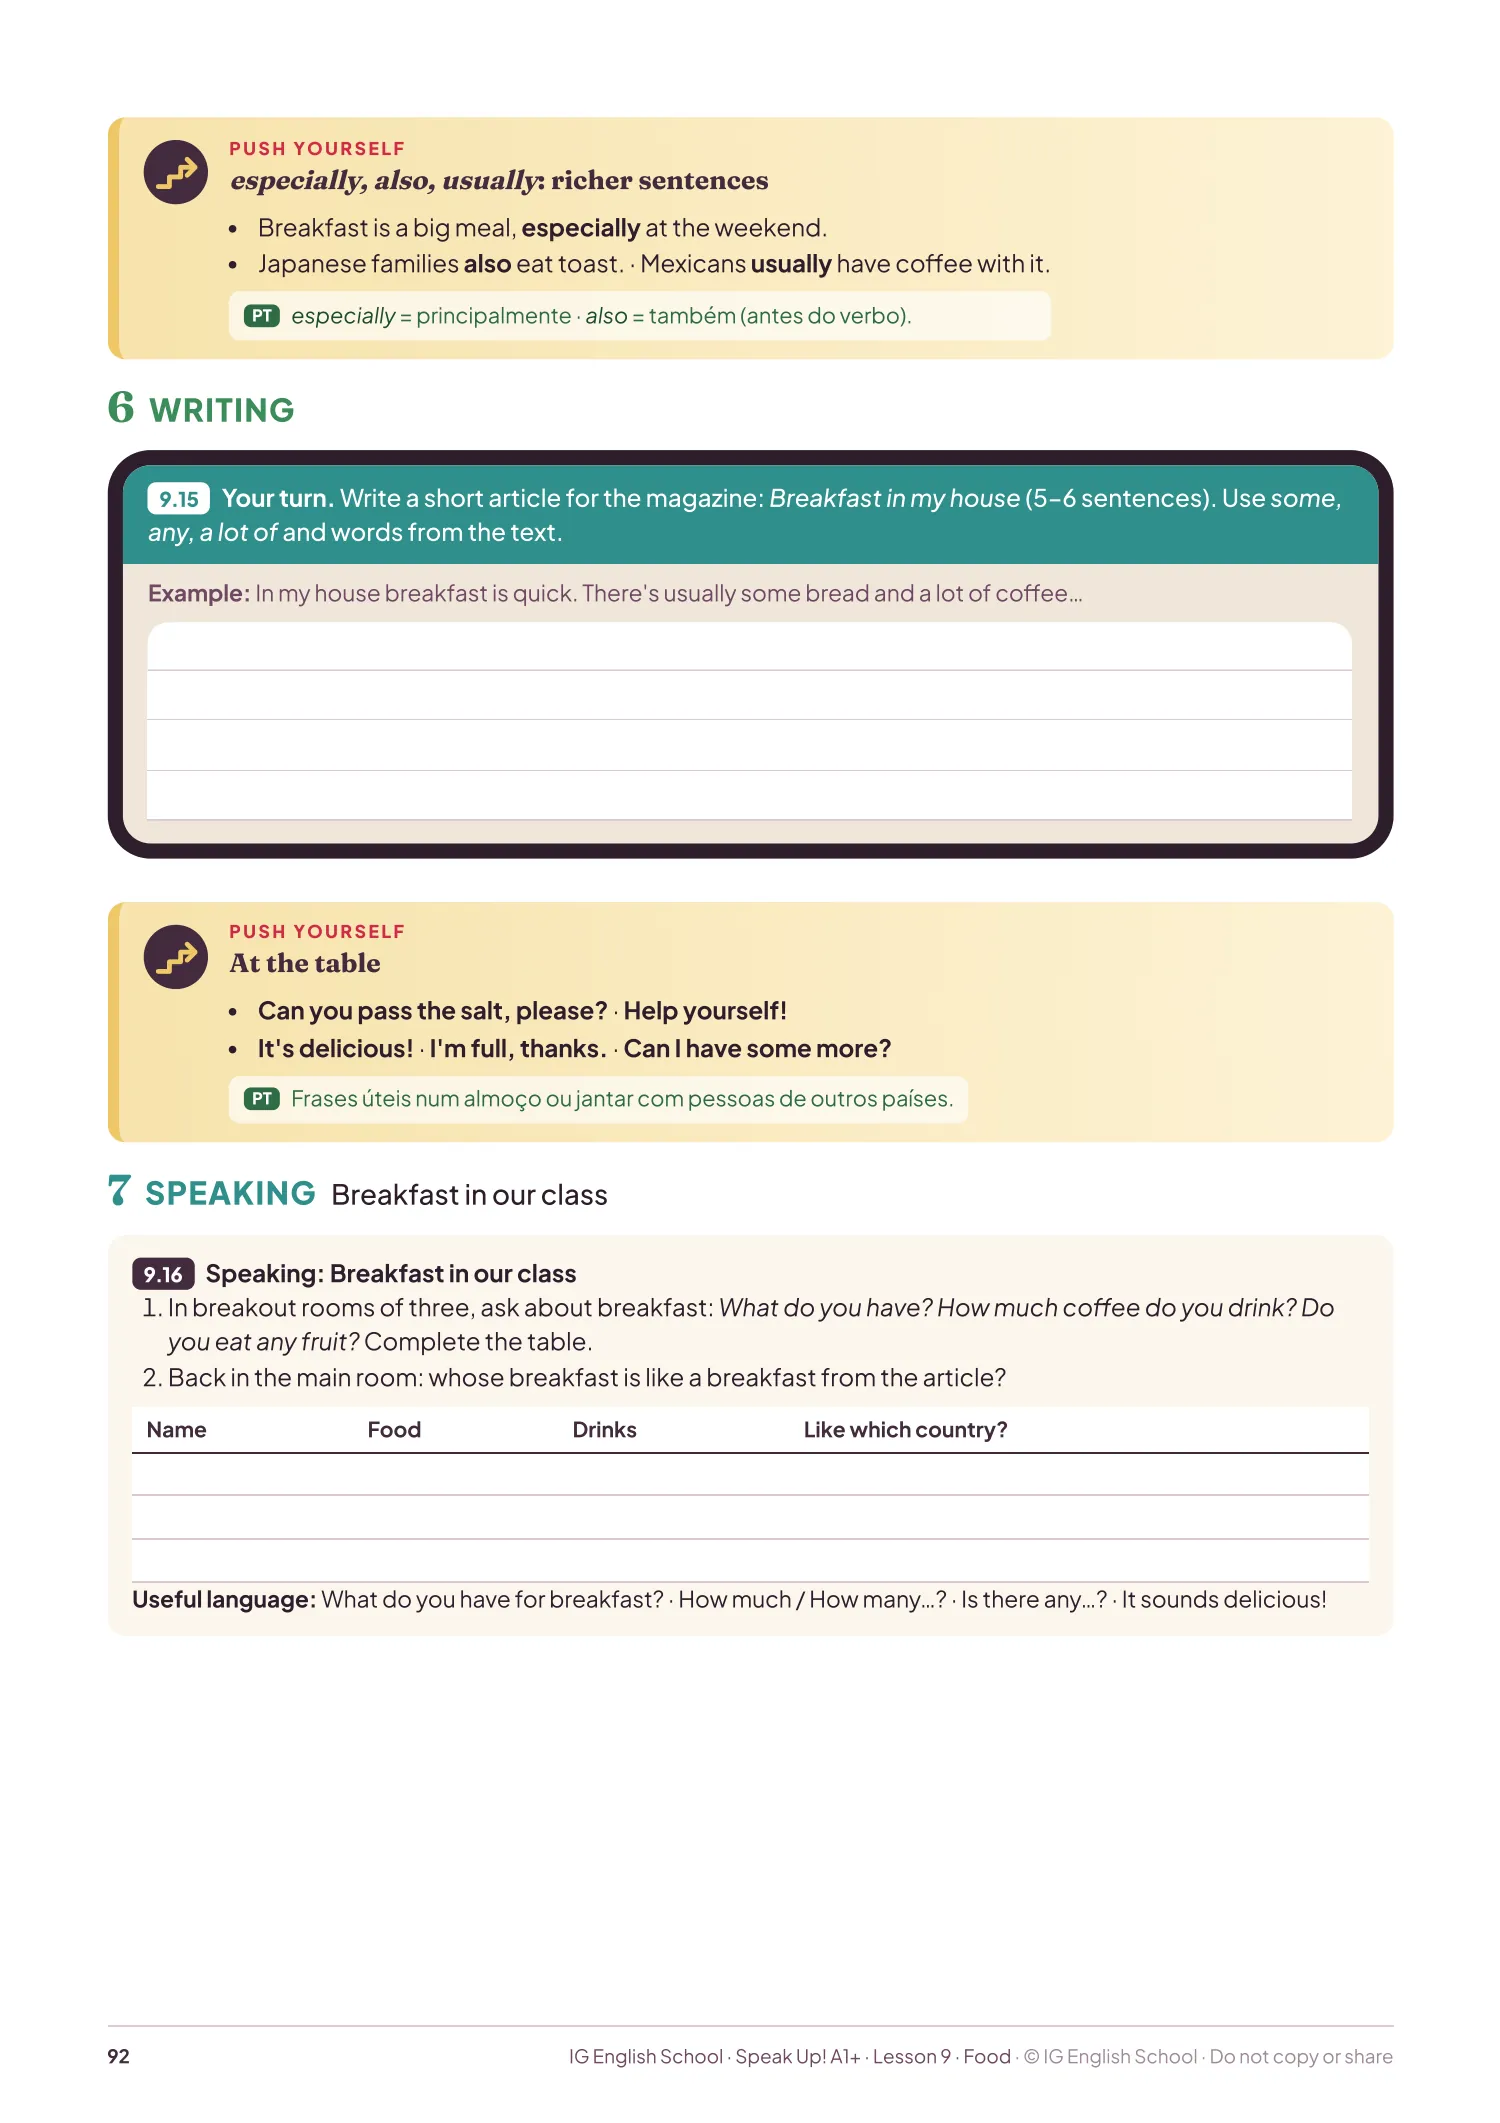 PUSH YOURSELF
especially, also, usually: richer sentences
• Breakfast is a big meal, especially at the weekend.
• Japanese families also eat toast. · Mexicans usually have coffee with it.
PT especially = principalmente · also = também (antes do verbo).
6 WRITING
9.15 Your turn. Write a short article for the magazine: Breakfast in my house (5–6 sentences). Use some,
any, a lot of and words from the text.
Example: In my house breakfast is quick. There's usually some bread and a lot of coffee…
PUSH YOURSELF
At the table
• Can you pass the salt, please? · Help yourself!
• It's delicious! · I'm full, thanks. · Can I have some more?
PT Frases úteis num almoço ou jantar com pessoas de outros países.
7 SPEAKING Breakfast in our class
9.16 Speaking: Breakfast in our class
1. In breakout rooms of three, ask about breakfast: What do you have? How much coffee do you drink? Do
you eat any fruit? Complete the table.
2. Back in the main room: whose breakfast is like a breakfast from the article?
Name Food Drinks Like which country?
Useful language: What do you have for breakfast? · How much / How many…? · Is there any…? · It sounds delicious!
92 IG English School · Speak Up! A1+ · Lesson 9 · Food · © IG English School · Do not copy or share